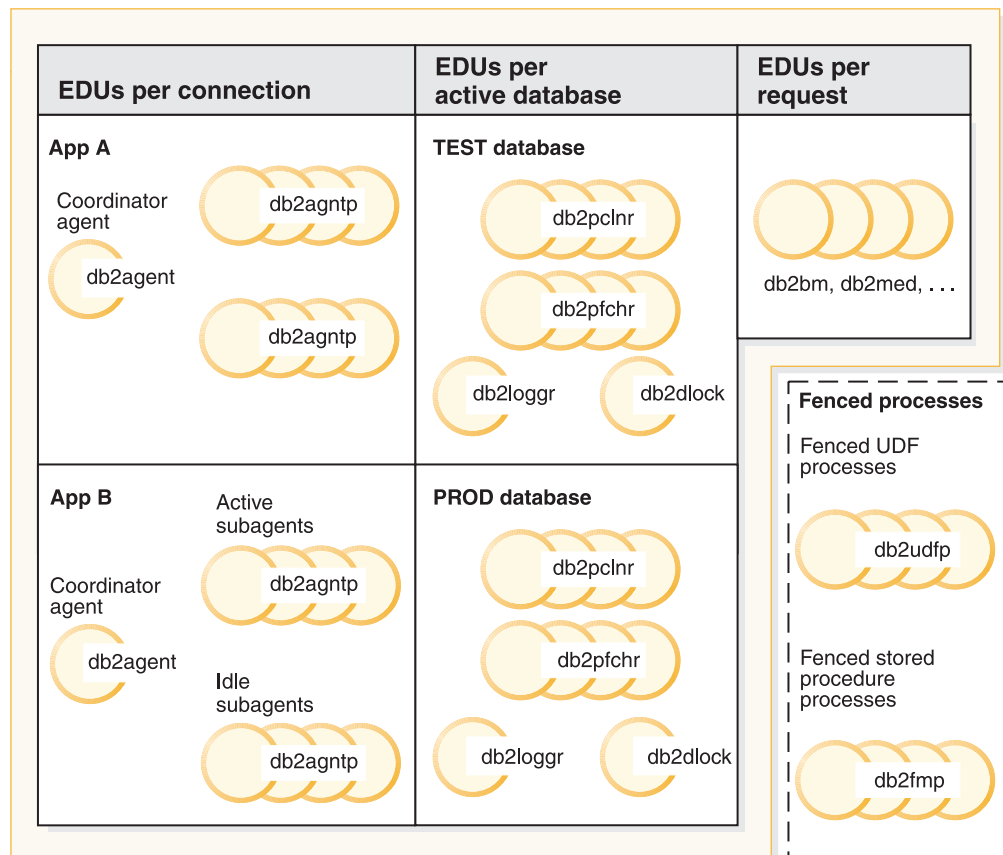 EDUs per connection
EDUs per
active database
EDUs per
request
App A
Coordinator
agent
db2agent
db2agntp
db2agntp
TEST database
db2pclnr
db2pfchr
db2loggr
db2dlock
db2bm, db2med, . . .
App B
Coordinator
agent
db2agent
Active
subagents
db2agntp
Idle
subagents
db2agntp
PROD database
db2pclnr
db2pfchr
db2loggr
db2dlock
Fenced processes
Fenced UDF
processes
db2udfp
Fenced stored
procedure
processes
db2fmp